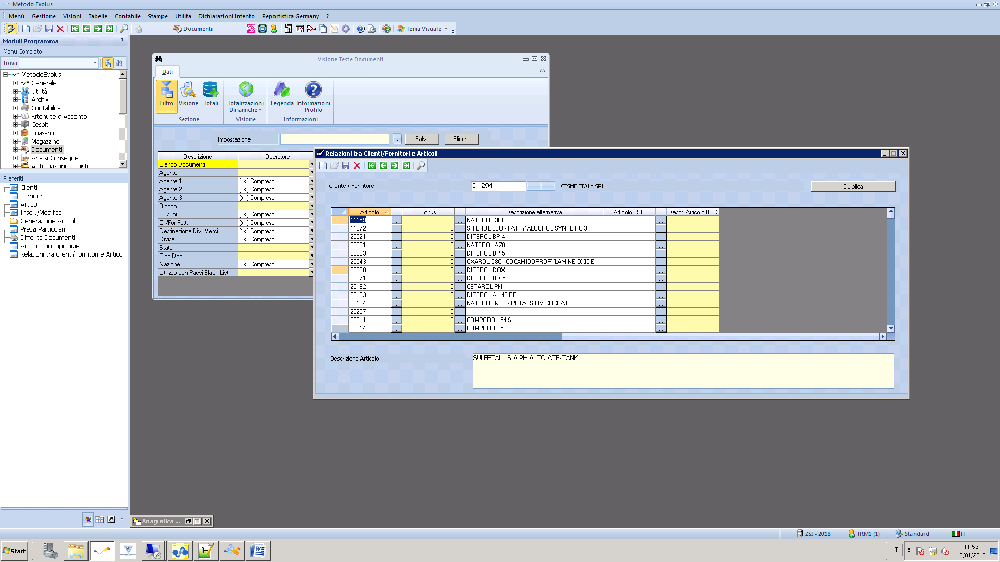 Metodo Evolus
Menù Gestione Visioni Tabelle Contabile Stampe Utilità Dichiarazioni Intento Reportistica Germany ?
Documenti Tema Visuale
Moduli Programma
Menu Completo
Trova
MetodoEvolus
Generale
Utilità
Archivi
Contabilità
Ritenute d'Acconto
Cespiti
Enasarco
Magazzino
Documenti
Analisi Consegne
Automazione Logistica
Preferiti
Clienti
Fornitori
Articoli
Inser./Modifica
Generazione Articoli
Prezzi Particolari
Differita Documenti
Articoli con Tipologie
Relazioni tra Clienti/Fornitori e Articoli
Visione Teste Documenti
Dati
Filtro Visione Totali Totalizzazioni Dinamiche Legenda Informazioni Profilo
Sezione Visione Informazioni
Impostazione ... Salva Elimina
Descrizione Operatore
Elenco Documenti
Agente
Agente 1 (><) Compreso
Agente 2 (><) Compreso
Agente 3 (><) Compreso
Blocco
Cli./For. (><) Compreso
Cli/For Fatt. (><) Compreso
Destinazione Div. Merci (><) Compreso
Divisa (><) Compreso
Stato
Tipo Doc.
Nazione (><) Compreso
Utilizzo con Paesi Black List
Relazioni tra Clienti/Fornitori e Articoli
Cliente / Fornitore C 294 ... ... CISME ITALY SRL Duplica
Articolo Bonus Descrizione alternativa Articolo BSC Descr. Articolo BSC
11159 ... 0 ... NATEROL 3EO ...
11272 ... 0 ... SITEROL 3EO - FATTY ALCOHOL SYNTETIC 3 ...
20021 ... 0 ... DITEROL BP 4 ...
20031 ... 0 ... NATEROL A70 ...
20033 ... 0 ... DITEROL BP 5 ...
20043 ... 0 ... OXAROL C80 - COCAMIDOPROPYLAMINE OXIDE ...
20060 ... 0 ... DITEROL DOX ...
20071 ... 0 ... DITEROL BD 5 ...
20182 ... 0 ... CETAROL PN ...
20193 ... 0 ... DITEROL AL 40 PF ...
20194 ... 0 ... NATEROL K 38 - POTASSIUM COCOATE ...
20207 ... 0 ... ...
20211 ... 0 ... COMPOROL 54 S ...
20214 ... 0 ... COMPOROL 529 ...
Descrizione Articolo SULFETAL LS A PH ALTO ATB-TANK
Anagrafica ...
ZSI - 2018 TRM1 (1) Standard IT
Start IT 11:53
10/01/2018